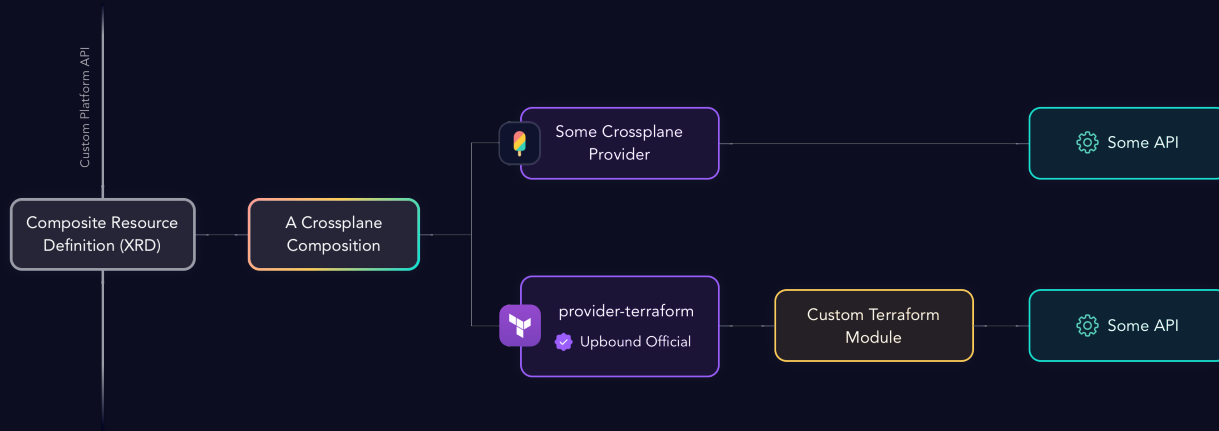 Custom Platform API
Composite Resource
Definition (XRD)
A Crossplane
Composition
Some Crossplane
Provider
Some API
provider-terraform
Upbound Official
Custom Terraform
Module
Some API